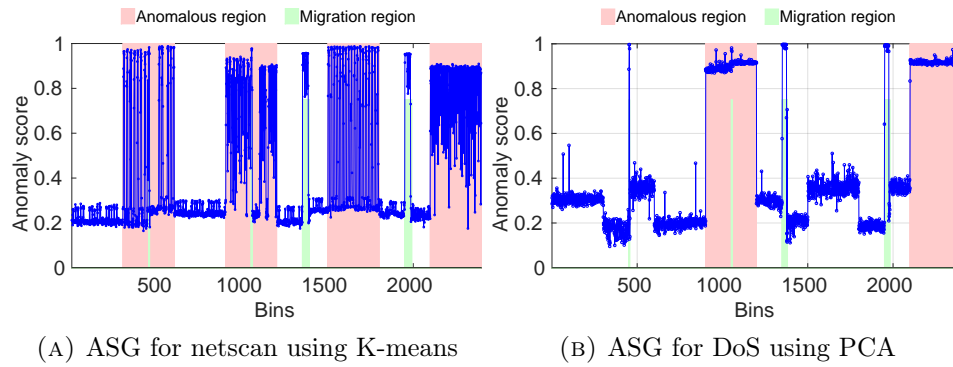 Anomalous region Migration region
Anomaly score
1
0.8
0.6
0.4
0.2
0
500 1000 1500 2000
Bins
(A) ASG for netscan using K-means
Anomalous region Migration region
Anomaly score
1
0.8
0.6
0.4
0.2
0
500 1000 1500 2000
Bins
(B) ASG for DoS using PCA